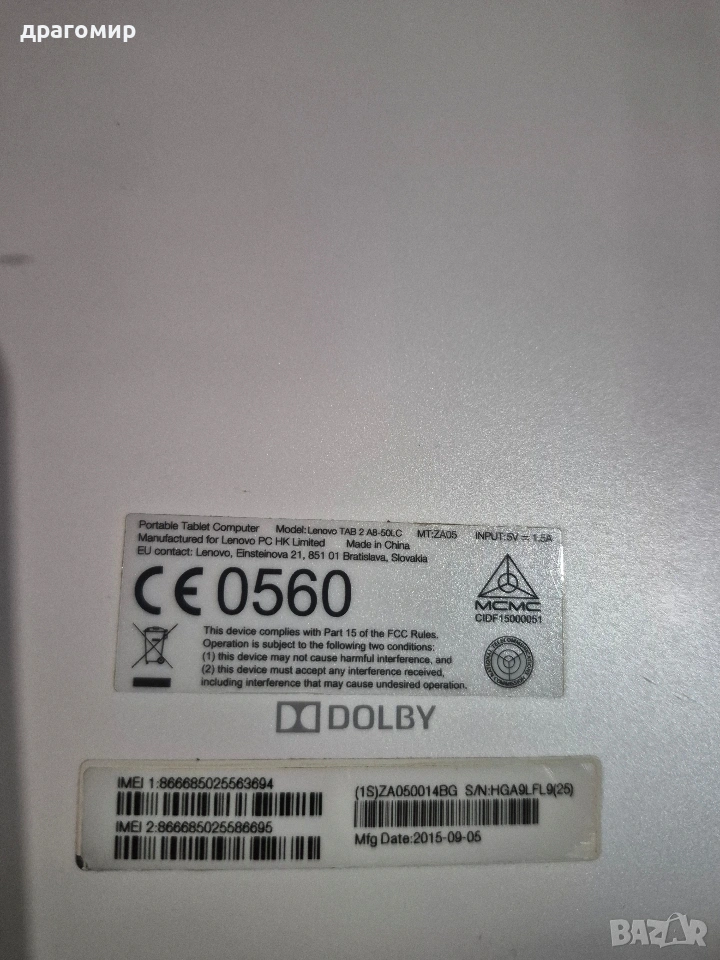 драгомир
Portable Tablet Computer Model:Lenovo TAB 2 A8-50LC MT:ZA05 INPUT:5V⎓1.5A
Manufactured for Lenovo PC HK Limited Made in China
EU contact: Lenovo, Einsteinova 21, 851 01 Bratislava, Slovakia
CE0560
MCMC
CIDF15000051
This device complies with Part 15 of the FCC Rules.
Operation is subject to the following two conditions:
(1) this device may not cause harmful interference, and
(2) this device must accept any interference received,
including interference that may cause undesired operation.
DOLBY
IMEI 1:866685025563694
IMEI 2:866685025586695
(1S)ZA050014BG S/N:HGA9LFL9(25)
Mfg Date:2015-09-05
BAZAR